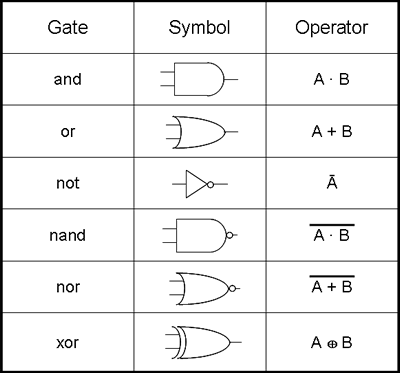 Gate Symbol Operator
and A · B
or A + B
not Ā
nand A̅ ̅·̅ ̅B̅
nor A̅ ̅+̅ ̅B̅
xor A ⊕ B